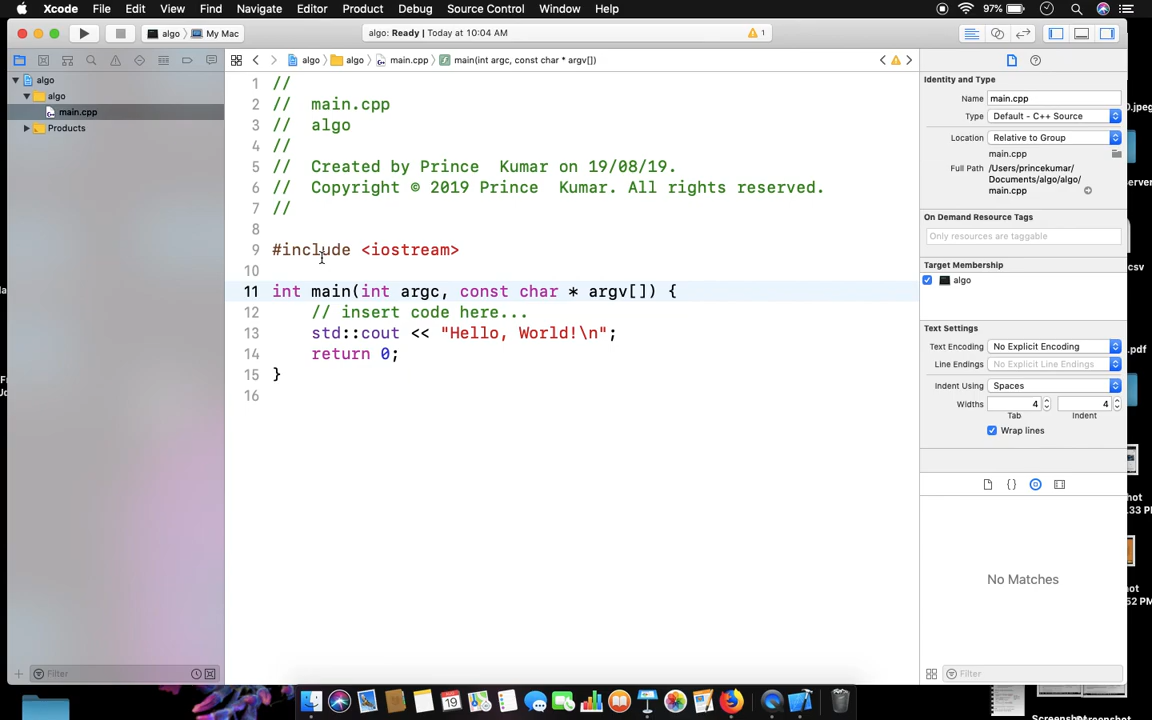 Xcode File Edit View Find Navigate Editor Product Debug Source Control Window Help 97%
algo My Mac algo: Ready | Today at 10:04 AM 1
algo algo main.cpp main(int argc, const char * argv[])
algo
algo
main.cpp
Products
1 //
2 // main.cpp
3 // algo
4 //
5 // Created by Prince  Kumar on 19/08/19.
6 // Copyright © 2019 Prince  Kumar. All rights reserved.
7 //
8
9 #include <iostream>
10
11 int main(int argc, const char * argv[]) {
12 // insert code here...
13 std::cout << "Hello, World!\n";
14 return 0;
15 }
16
Identity and Type
Name main.cpp
Type Default - C++ Source
Location Relative to Group
main.cpp
Full Path /Users/princekumar/
Documents/algo/algo/
main.cpp
On Demand Resource Tags
Only resources are taggable
Target Membership
algo
Text Settings
Text Encoding No Explicit Encoding
Line Endings No Explicit Line Endings
Indent Using Spaces
Widths 4 4
Tab Indent
Wrap lines
No Matches
Filter
Filter
0.jpeg
csv
.pdf
.33 P
52 PM
19